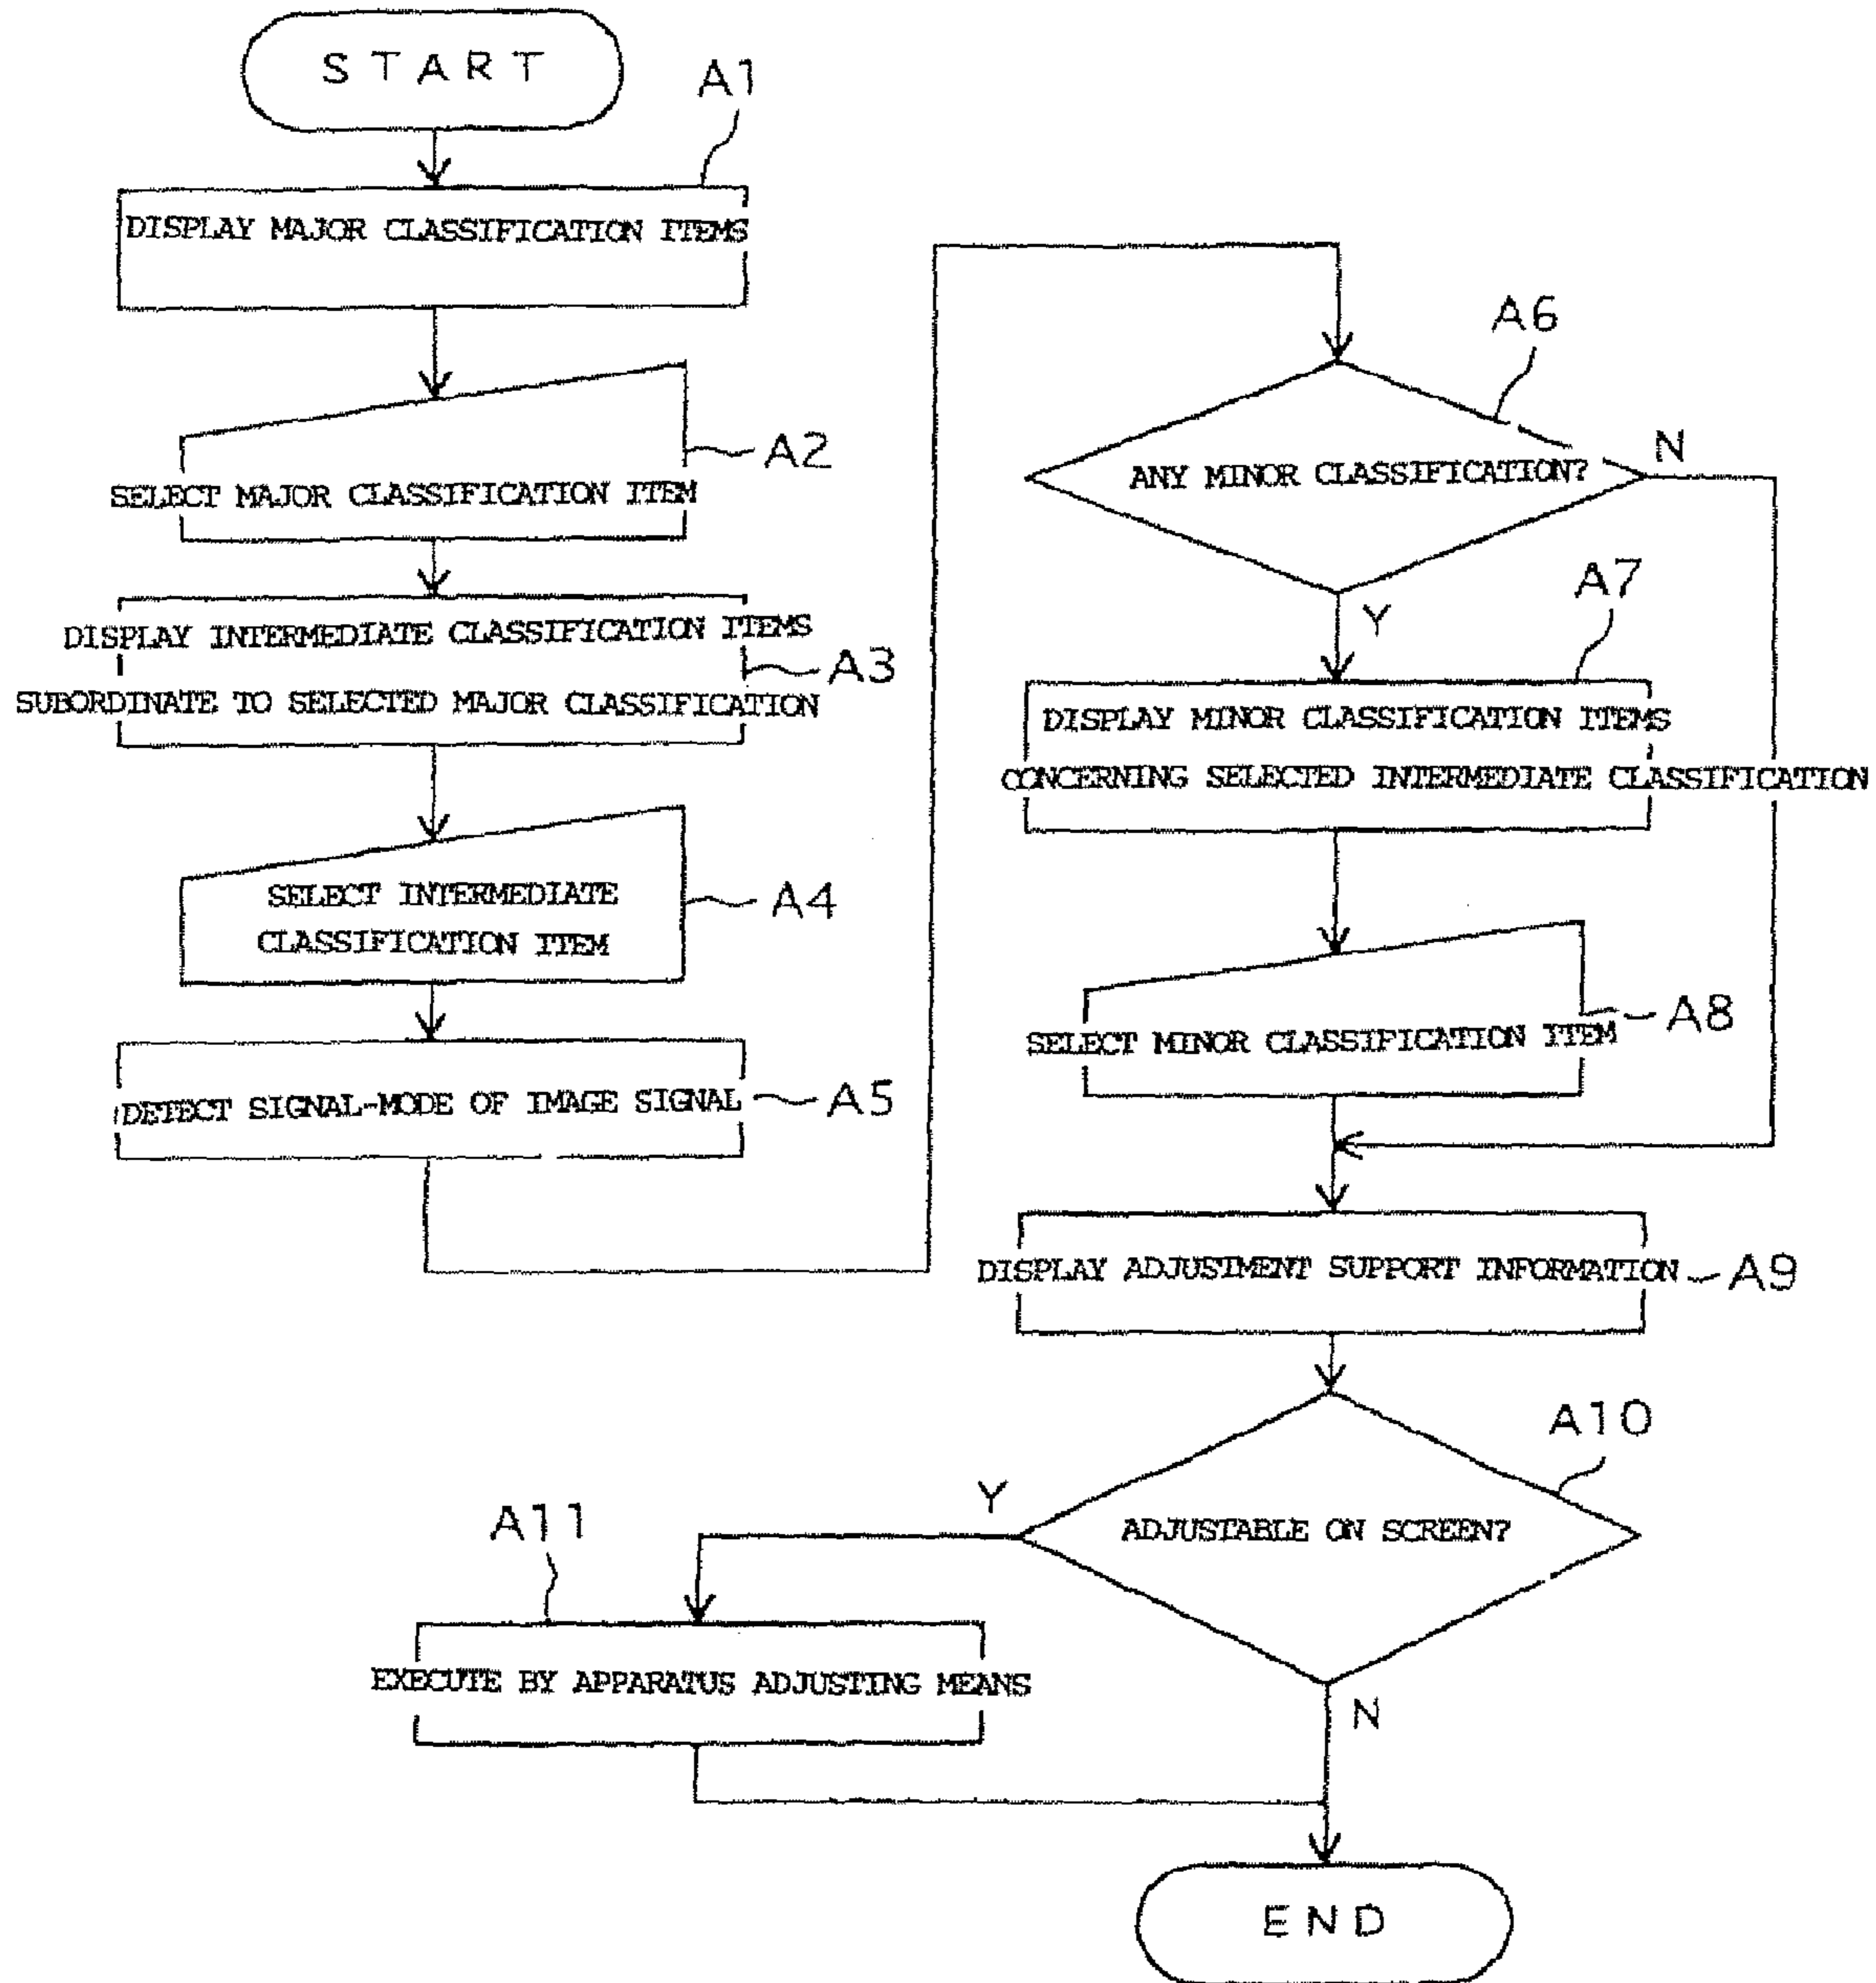 START
A1
DISPLAY MAJOR CLASSIFICATION ITEMS
A2
SELECT MAJOR CLASSIFICATION ITEM
DISPLAY INTERMEDIATE CLASSIFICATION ITEMS
A3
SUBORDINATE TO SELECTED MAJOR CLASSIFICATION
SELECT INTERMEDIATE
A4
CLASSIFICATION ITEM
DETECT SIGNAL-MODE OF IMAGE SIGNAL
A5
A6
ANY MINOR CLASSIFICATION?
N
Y
A7
DISPLAY MINOR CLASSIFICATION ITEMS
CONCERNING SELECTED INTERMEDIATE CLASSIFICATION
A8
SELECT MINOR CLASSIFICATION ITEM
DISPLAY ADJUSTMENT SUPPORT INFORMATION
A9
A10
ADJUSTABLE ON SCREEN?
Y
A11
EXECUTE BY APPARATUS ADJUSTING MEANS
N
END